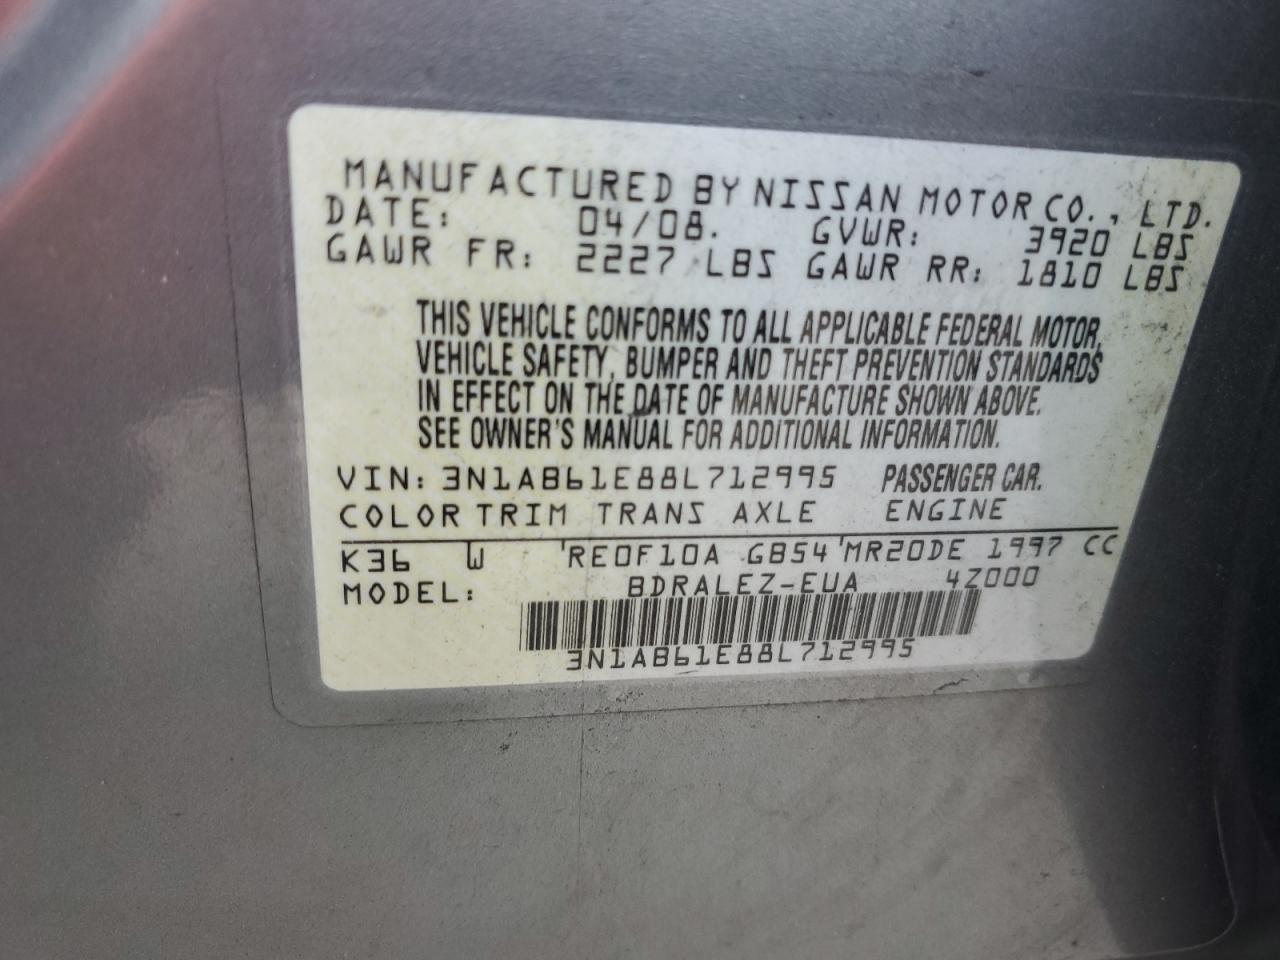 MANUFACTURED BY NISSAN MOTOR CO., LTD.
DATE: 04/08. GVWR: 3920 LBS
GAWR FR: 2227 LBS GAWR RR: 1810 LBS
THIS VEHICLE CONFORMS TO ALL APPLICABLE FEDERAL MOTOR,
VEHICLE SAFETY, BUMPER AND THEFT PREVENTION STANDARDS
IN EFFECT ON THE DATE OF MANUFACTURE SHOWN ABOVE.
SEE OWNER'S MANUAL FOR ADDITIONAL INFORMATION.
VIN: 3N1AB61E88L712995 PASSENGER CAR.
COLOR TRIM TRANS AXLE ENGINE
K36 W RE0F10A GB54 MR20DE 1997 CC
MODEL: BDRALEZ-EUA 4Z000
3N1AB61E88L712995